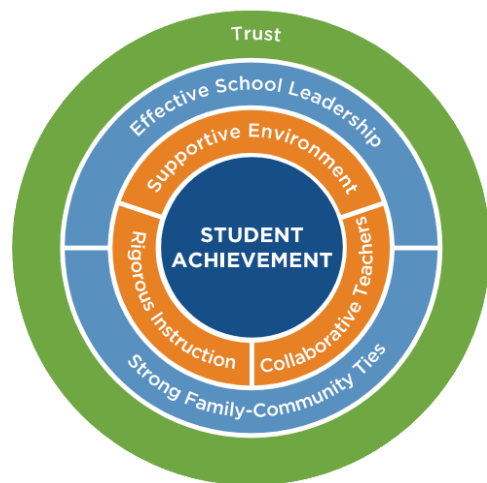 Trust
Effective School Leadership
Supportive Environment
STUDENT
ACHIEVEMENT
Rigorous Instruction
Collaborative Teachers
Strong Family-Community Ties